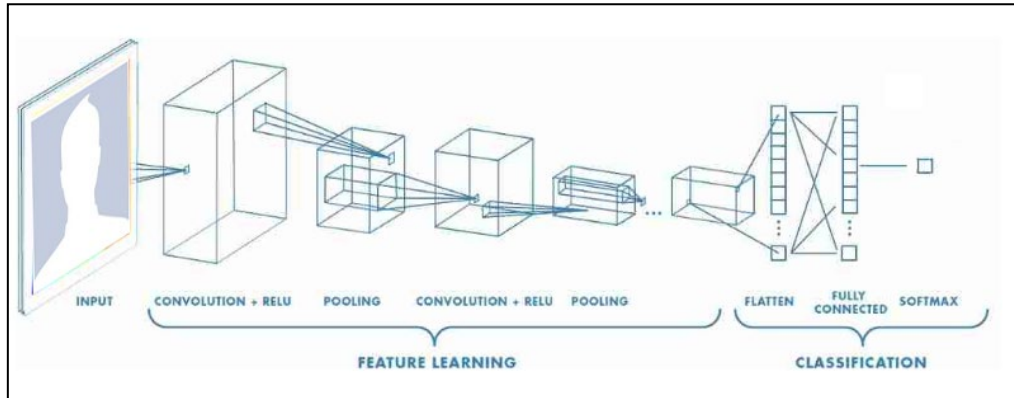 INPUT
CONVOLUTION + RELU
POOLING
CONVOLUTION + RELU
POOLING
FLATTEN
FULLY
CONNECTED
SOFTMAX
FEATURE LEARNING
CLASSIFICATION